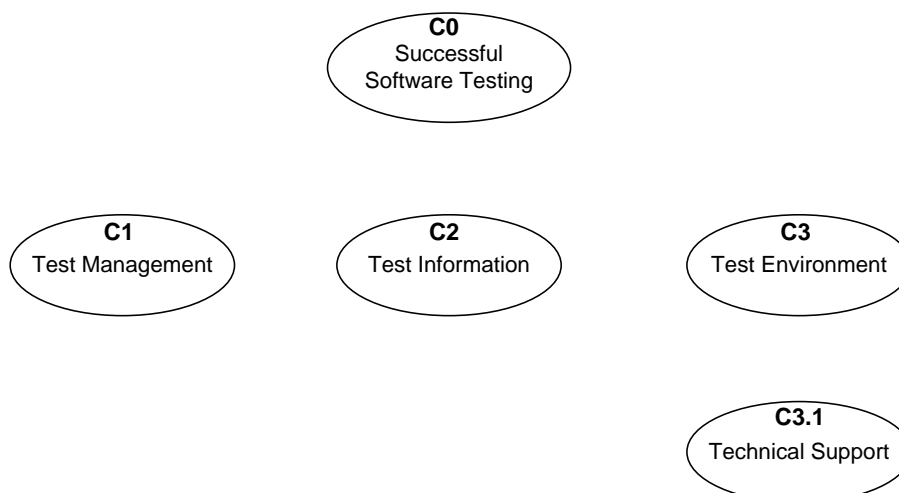 C0
Successful
Software Testing
C1
Test Management
C2
Test Information
C3
Test Environment
C3.1
Technical Support